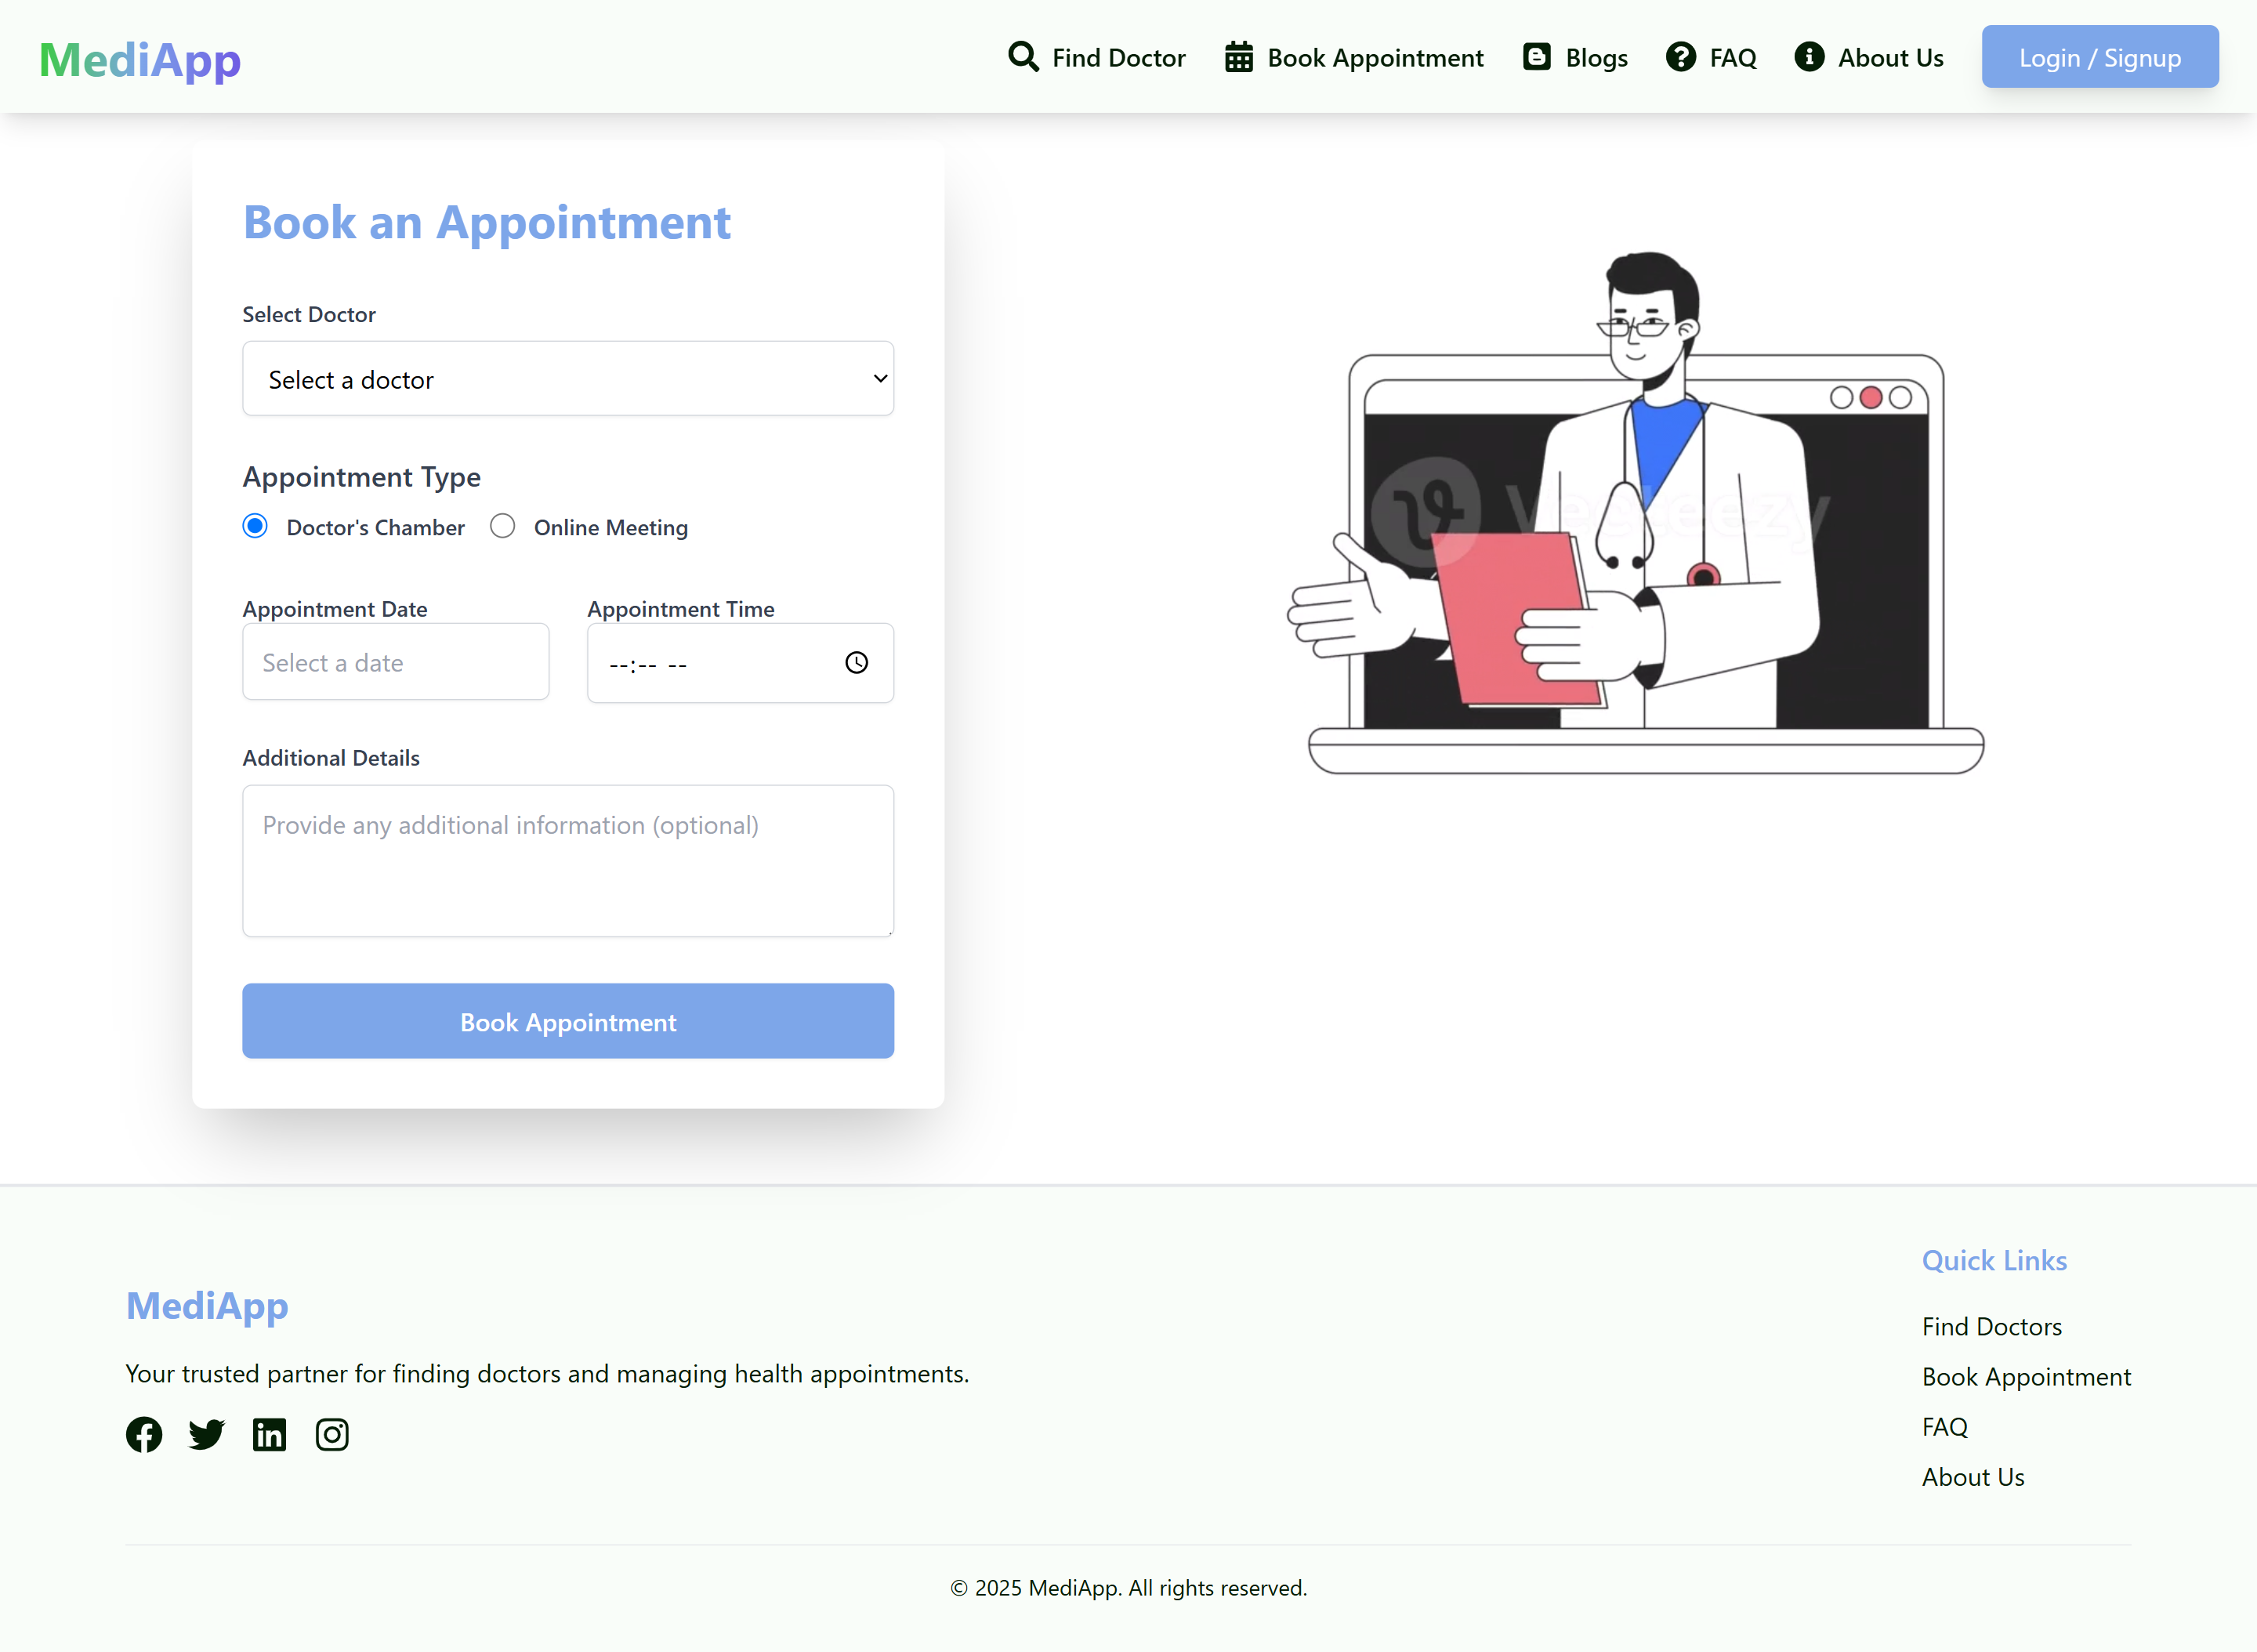 MediApp
Find Doctor
Book Appointment
Blogs
FAQ
About Us
Login / Signup
Book an Appointment
Select Doctor
Select a doctor
Appointment Type
Doctor's Chamber
Online Meeting
Appointment Date
Appointment Time
Select a date
--:-- --
Additional Details
Provide any additional information (optional)
Book Appointment
Vecteezy
MediApp
Your trusted partner for finding doctors and managing health appointments.
Quick Links
Find Doctors
Book Appointment
FAQ
About Us
© 2025 MediApp. All rights reserved.